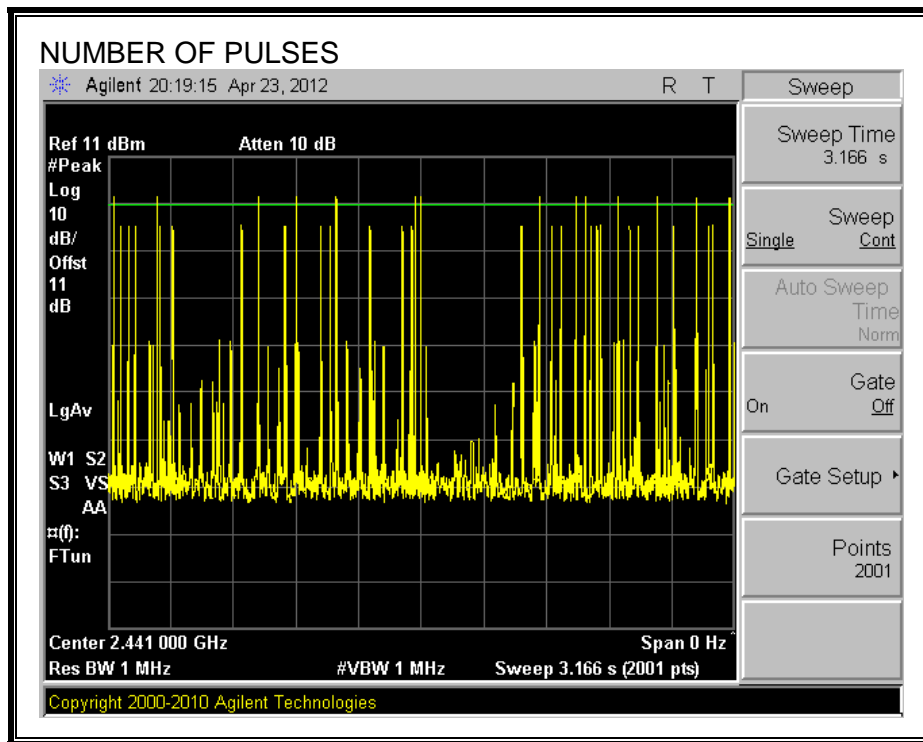 NUMBER OF PULSES
Agilent 20:19:15 Apr 23, 2012 R T
Ref 11 dBm Atten 10 dB
#Peak
Log
10
dB/
Offst
11
dB
LgAv
W1 S2
S3 VS
AA
¤(f):
FTun
Center 2.441 000 GHz Span 0 Hz^
Res BW 1 MHz #VBW 1 MHz Sweep 3.166 s (2001 pts)
Copyright 2000-2010 Agilent Technologies
Sweep
Sweep Time
3.166 s
Sweep
Single Cont
Auto Sweep
Time
Norm
Gate
On Off
Gate Setup
Points
2001